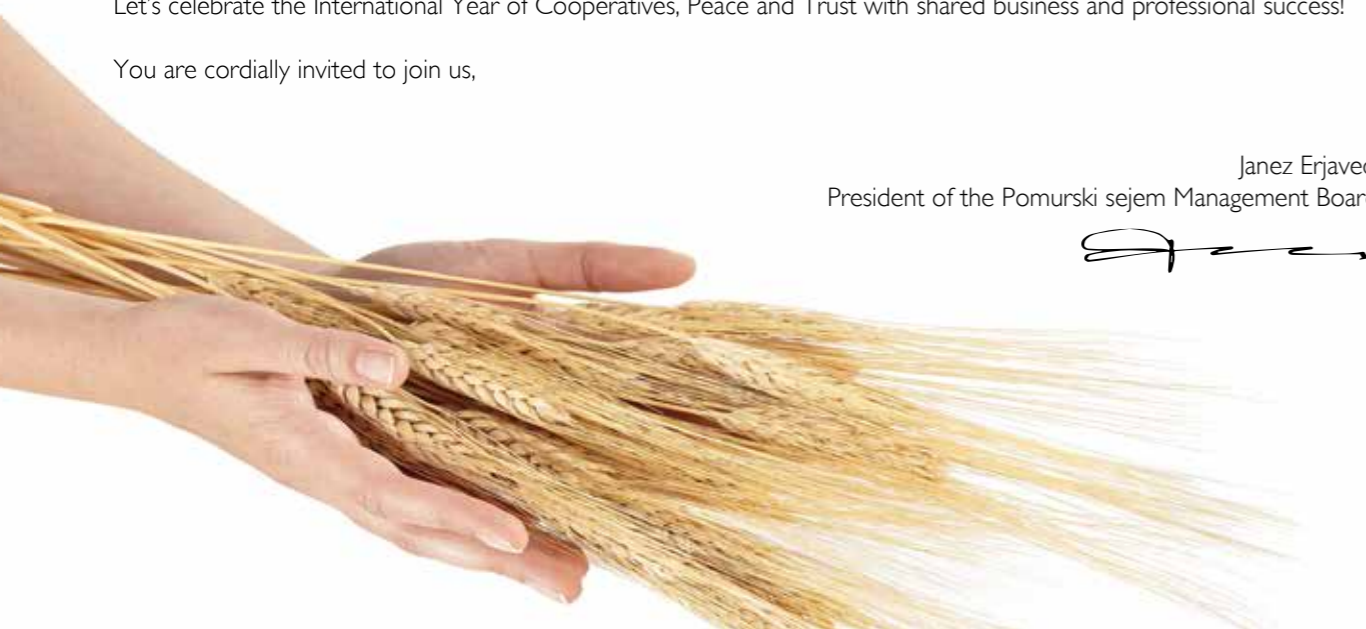 Let's celebrate the International Year of Cooperatives, Peace and Trust with shared business and professional success!
You are cordially invited to join us,
Janez Erjavec
President of the Pomurski sejem Management Board